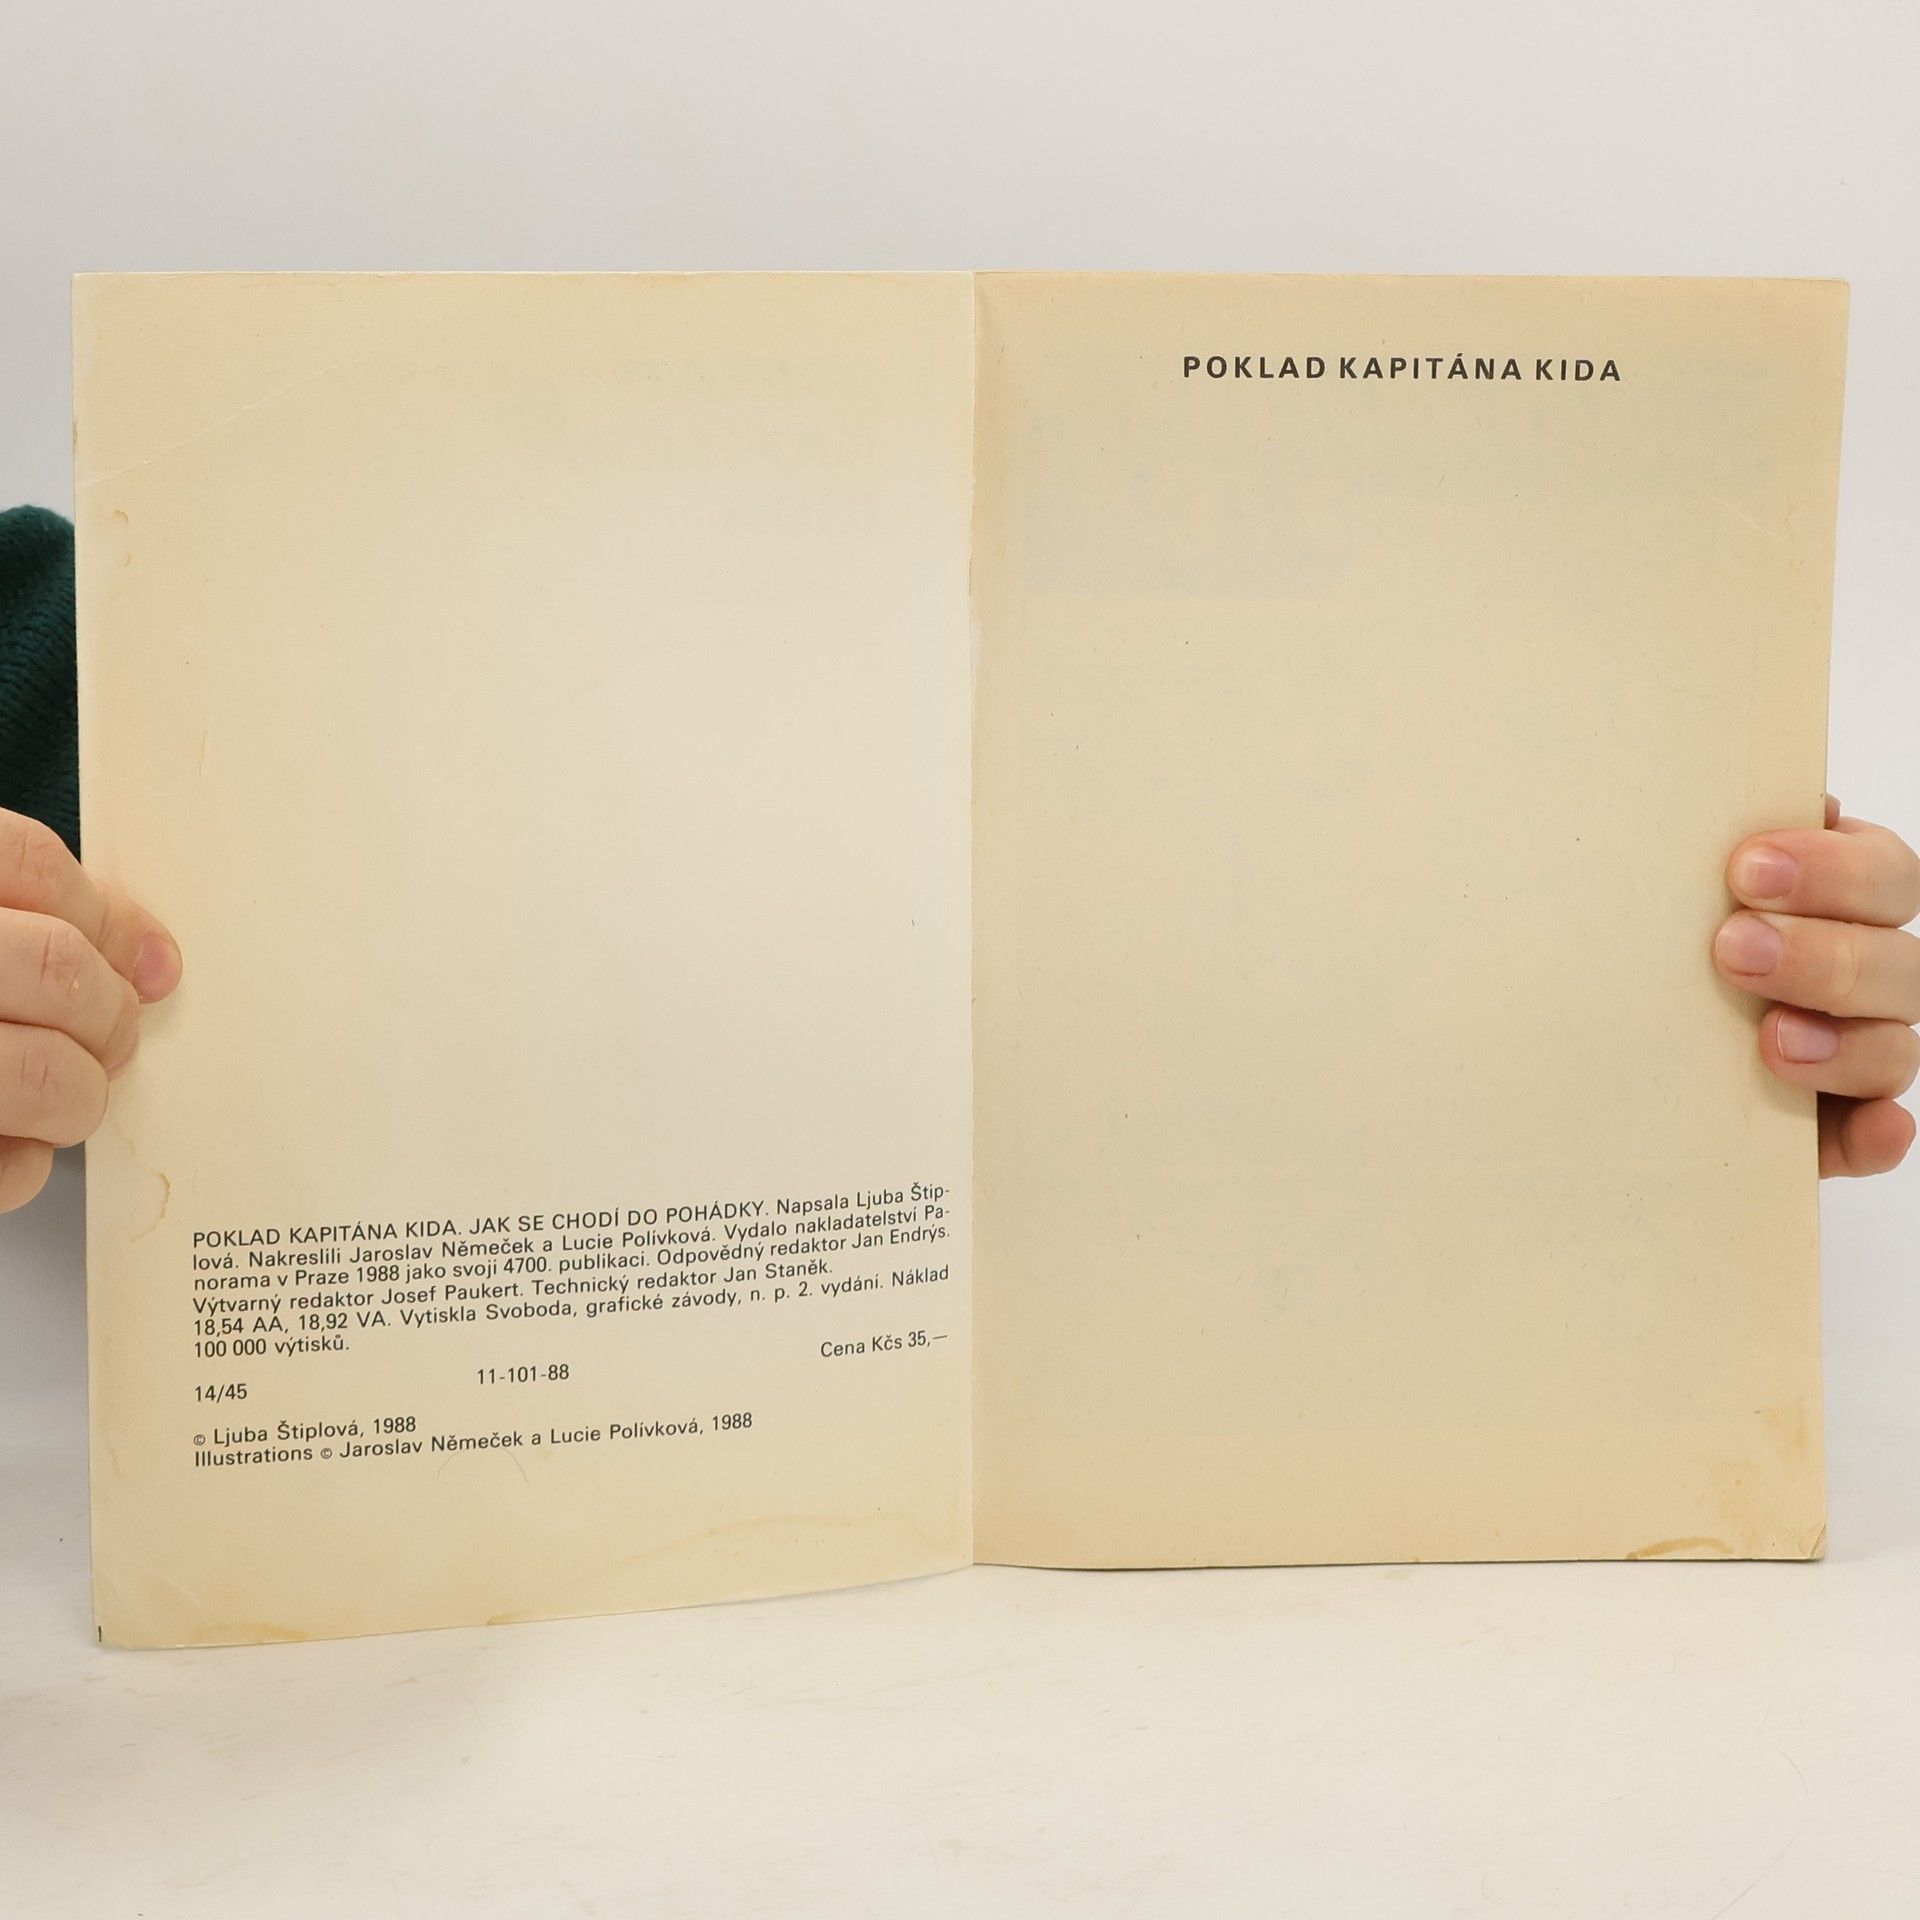 POKLAD KAPITÁNA KIDA. JAK SE CHODÍ DO POHÁDKY. Napsala Ljuba Štip-
lová. Nakreslili Jaroslav Němeček a Lucie Polívková. Vydalo nakladatelství Pa-
norama v Praze 1988 jako svoji 4700. publikaci. Odpovědný redaktor Jan Endrýs.
Výtvarný redaktor Josef Paukert. Technický redaktor Jan Staněk.
18,54 AA, 18,92 VA. Vytiskla Svoboda, grafické závody, n. p. 2. vydání. Náklad
100 000 výtisků.
Cena Kčs 35,—
14/45 11-101-88
© Ljuba Štiplová, 1988
Illustrations © Jaroslav Němeček a Lucie Polívková, 1988
POKLAD KAPITÁNA KIDA